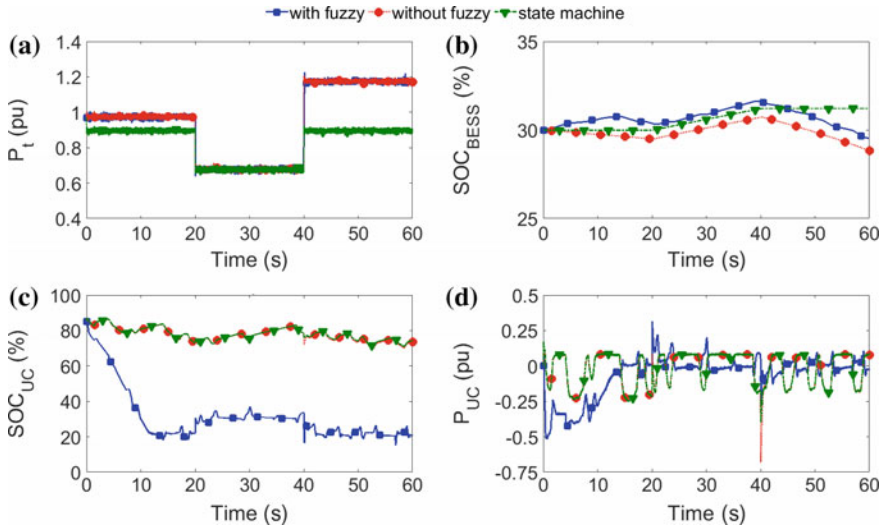 with fuzzy without fuzzy state machine
(a)
P_t (pu)
1.4
1.2
1
0.8
0.6
0.4
0 10 20 30 40 50 60
Time (s)
(b)
SOC_BESS (%)
35
30
25
0 10 20 30 40 50 60
Time (s)
(c)
SOC_UC (%)
100
80
60
40
20
0
0 10 20 30 40 50 60
Time (s)
(d)
P_UC (pu)
0.5
0.25
0
-0.25
-0.5
-0.75
0 10 20 30 40 50 60
Time (s)